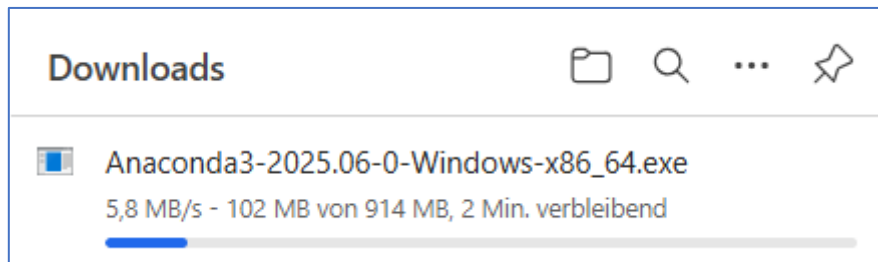 Downloads
Anaconda3-2025.06-0-Windows-x86_64.exe
5,8 MB/s - 102 MB von 914 MB, 2 Min. verbleibend